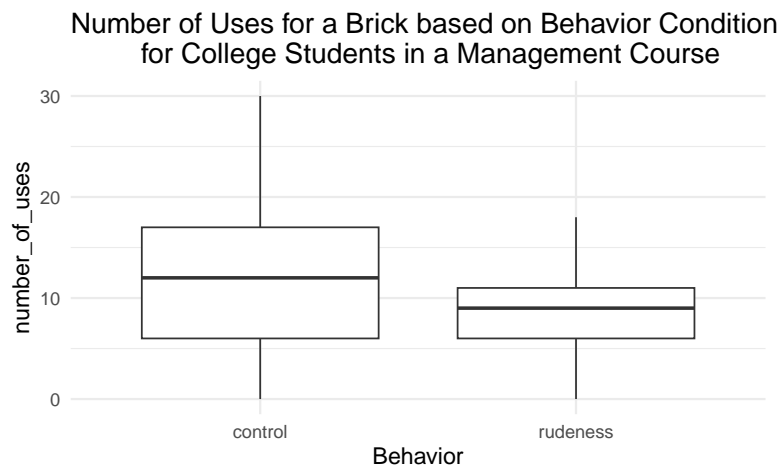 Number of Uses for a Brick based on Behavior Condition
for College Students in a Management Course
30
20
10
0
number_of_uses
control
rudeness
Behavior